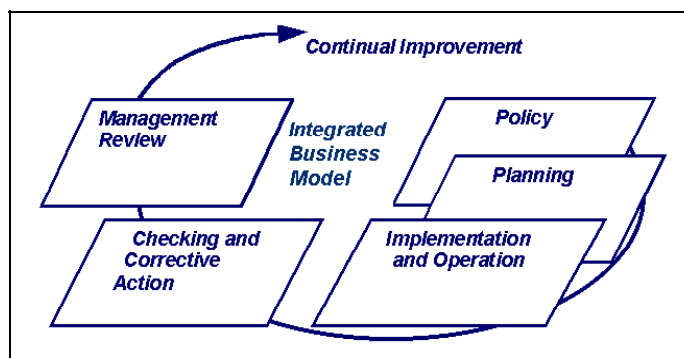 Continual Improvement
Management
Review
Integrated
Business
Model
Policy
Planning
Checking and
Corrective
Action
Implementation
and Operation